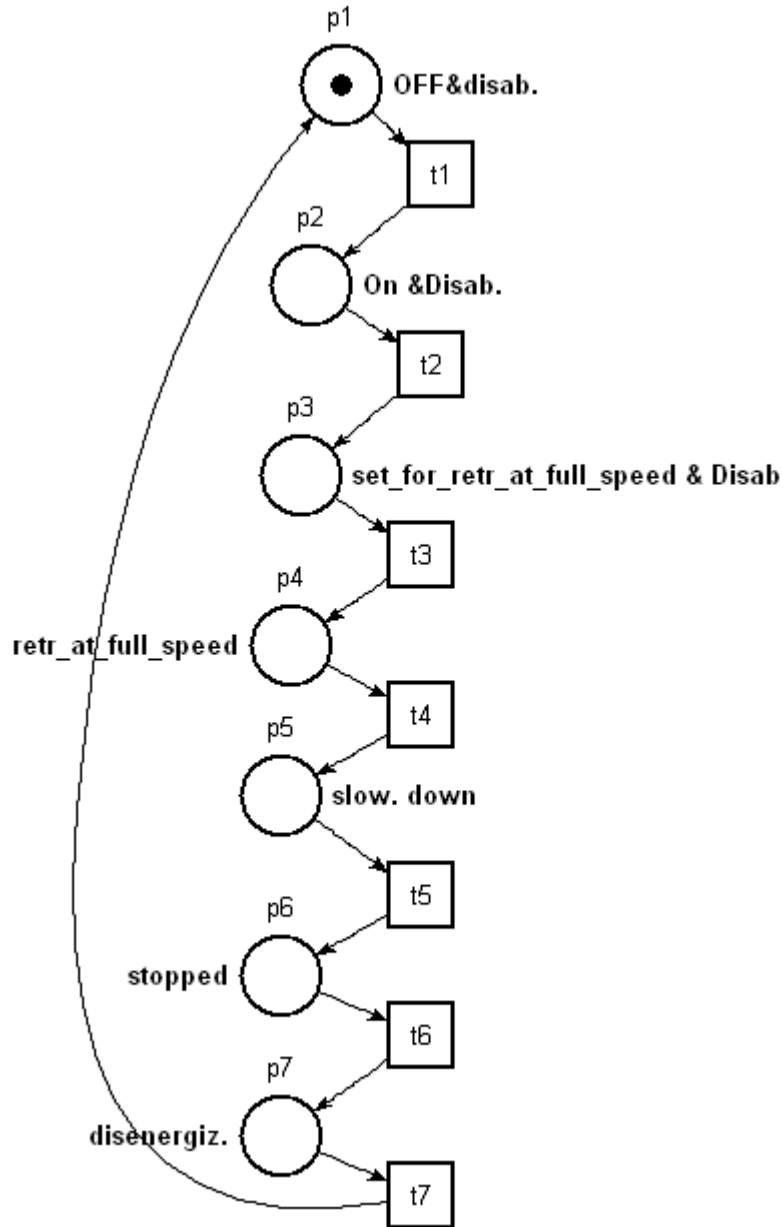 p1
OFF&disab.
t1
p2
On &Disab.
t2
p3
set_for_retr_at_full_speed & Disab
t3
p4
retr_at_full_speed
t4
p5
slow. down
t5
p6
stopped
t6
p7
disenergiz.
t7